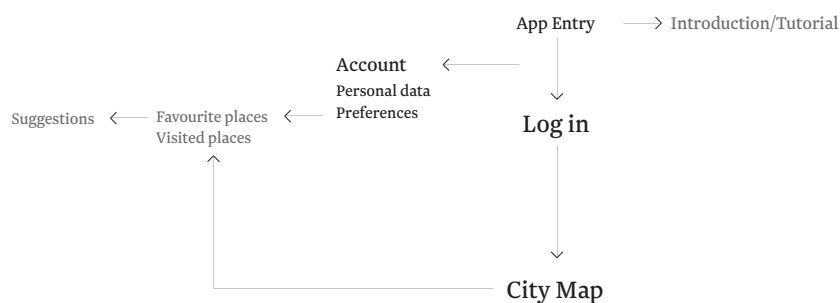 App Entry
Introduction/Tutorial
Account
Personal data
Preferences
Suggestions
Favourite places
Visited places
Log in
City Map